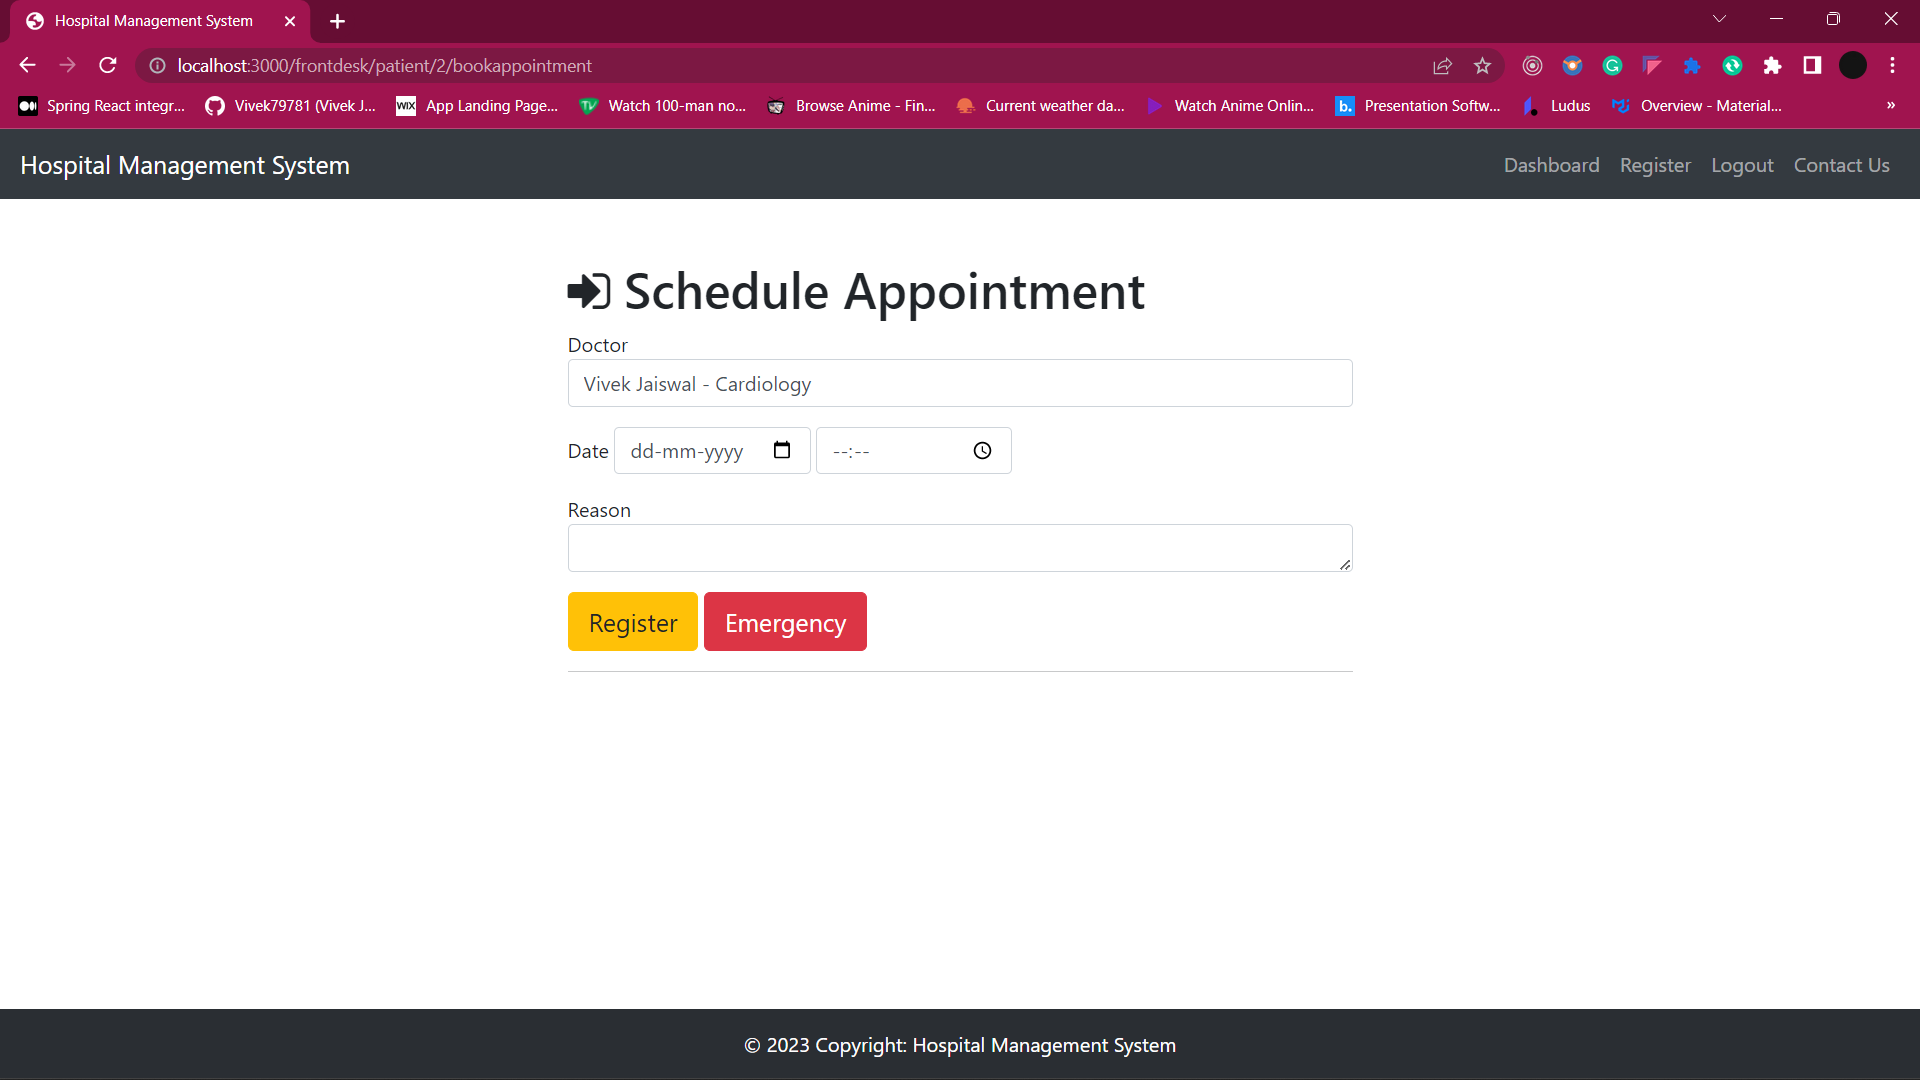 Hospital Management System
localhost:3000/frontdesk/patient/2/bookappointment
Spring React integr... Vivek79781 (Vivek J... WIX App Landing Page... TV Watch 100-man no... Browse Anime - Fin... Current weather da... Watch Anime Onlin... b. Presentation Softw... Ludus Overview - Material... »
Hospital Management System Dashboard Register Logout Contact Us
Schedule Appointment
Doctor
Vivek Jaiswal - Cardiology
Date dd-mm-yyyy --:--
Reason
Register Emergency
© 2023 Copyright: Hospital Management System